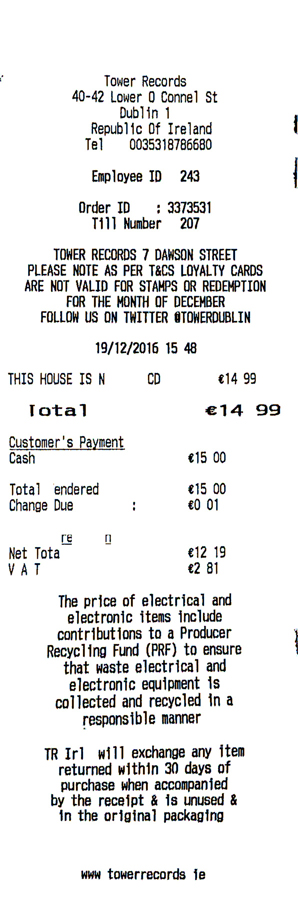 Tower Records
40-42 Lower O Connel St
Dublin 1
Republic Of Ireland
Tel 0035318786680
Employee ID 243
Order ID : 3373531
Till Number 207
TOWER RECORDS 7 DAWSON STREET
PLEASE NOTE AS PER T&CS LOYALTY CARDS
ARE NOT VALID FOR STAMPS OR REDEMPTION
FOR THE MONTH OF DECEMBER
FOLLOW US ON TWITTER @TOWERDUBLIN
19/12/2016 15 48
THIS HOUSE IS N CD €14 99
Total €14 99
Customer's Payment
Cash €15 00
Total endered €15 00
Change Due : €0 01
Net Tota €12 19
V A T €2 81
The price of electrical and
electronic items include
contributions to a Producer
Recycling Fund (PRF) to ensure
that waste electrical and
electronic equipment is
collected and recycled in a
responsible manner
TR Irl will exchange any item
returned within 30 days of
purchase when accompanied
by the receipt & is unused &
in the original packaging
www towerrecords ie